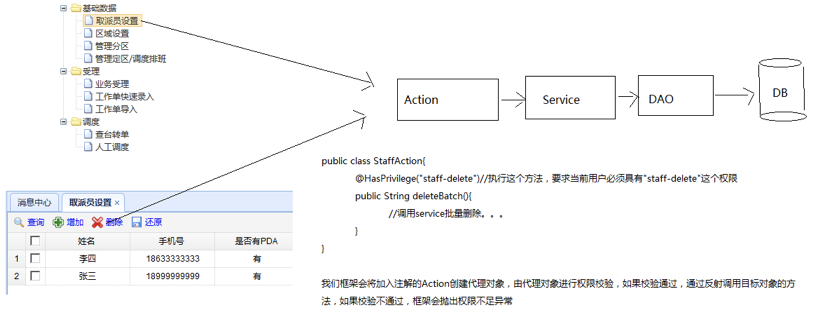 基础数据
取派员设置
区域设置
管理分区
管理定区/调度排班
受理
业务受理
工作单快速录入
工作单导入
调度
查台转单
人工调度
Action
Service
DAO
DB
public class StaffAction{
@HasPrivilege("staff-delete")//执行这个方法，要求当前用户必须具有"staff-delete"这个权限
public String deleteBatch(){
//调用service批量删除。。。
}
}
我们框架会将加入注解的Action创建代理对象，由代理对象进行权限校验，如果校验通过，通过反射调用目标对象的方
法，如果校验不通过，框架会抛出权限不足异常
消息中心 取派员设置 ×
查询 增加 删除 还原
姓名 手机号 是否有PDA
1 李四 18633333333 有
2 张三 18999999999 有